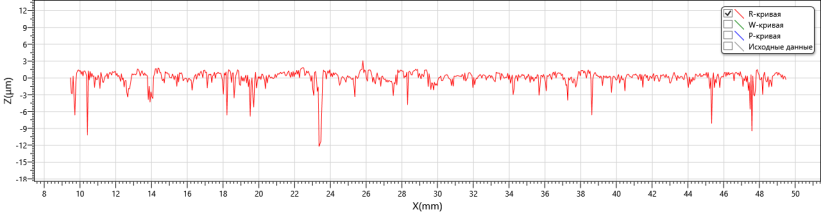 R-кривая
W-кривая
P-кривая
Исходные данные
Z(µm)
12
9
6
3
0
-3
-6
-9
-12
-15
-18
8 10 12 14 16 18 20 22 24 26 28 30 32 34 36 38 40 42 44 46 48 50
X(mm)